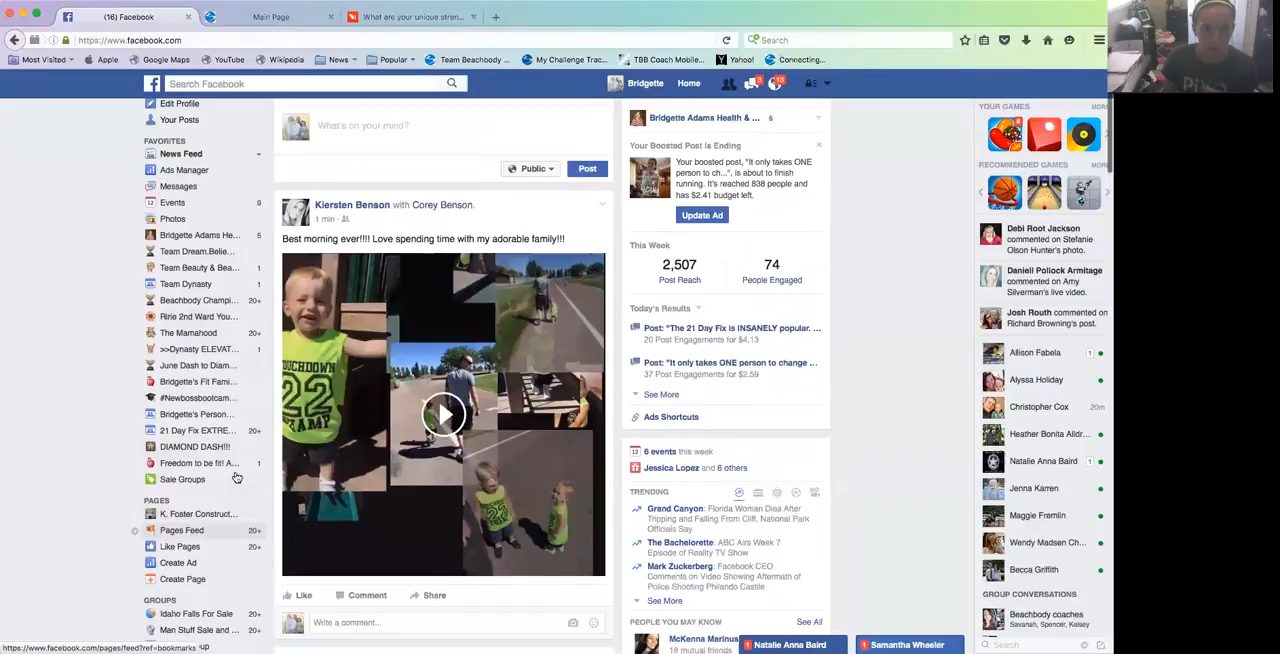 (16) Facebook
Main Page
What are your unique stren...
https://www.facebook.com
Search
Most Visited
Apple
Google Maps
YouTube
Wikipedia
News
Popular
Team Beachbody ...
My Challenge Trac...
TBB Coach Mobile...
Yahoo!
Connecting...
Search Facebook
Bridgette
Home
3
13
Edit Profile
Your Posts
FAVORITES
News Feed
Ads Manager
Messages
Events 9
Photos
Bridgette Adams He... 5
Team Dream.Belie...
Team Beauty & Bea... 1
Team Dynasty 1
Beachbody Champi... 20+
Ririe 2nd Ward You...
The Mamahood 20+
>>Dynasty ELEVAT... 1
June Dash to Diam...
Bridgette's Fit Fami...
#Newbossbootcam...
Bridgette's Person...
21 Day Fix EXTRE... 20+
DIAMOND DASH!!!
Freedom to be fit! A... 1
Sale Groups
PAGES
K. Foster Construct...
Pages Feed 20+
Like Pages 20+
Create Ad
Create Page
GROUPS
Idaho Falls For Sale 20+
Man Stuff Sale and ... 20+
https://www.facebook.com/pages/feed?ref=bookmarks
What's on your mind?
Public
Post
Kiersten Benson with Corey Benson.
1 min
Best morning ever!!!! Love spending time with my adorable family!!!
TOUCHDOWN
22
Like
Comment
Share
Write a comment...
Bridgette Adams Health & ... 5
Your Boosted Post is Ending
Your boosted post, "It only takes ONE
person to ch...", is about to finish
running. It's reached 838 people and
has $2.41 budget left.
Update Ad
This Week
2,507
Post Reach
74
People Engaged
Today's Results
Post: "The 21 Day Fix is INSANELY popular. ...
20 Post Engagements for $4.13
Post: "It only takes ONE person to change ...
37 Post Engagements for $2.59
See More
Ads Shortcuts
6 events this week
Jessica Lopez and 6 others
TRENDING
Grand Canyon: Florida Woman Dies After
Tripping and Falling From Cliff, National Park
Officials Say
The Bachelorette: ABC Airs Week 7
Episode of Reality TV Show
Mark Zuckerberg: Facebook CEO
Comments on Video Showing Aftermath of
Police Shooting Philando Castile
See More
PEOPLE YOU MAY KNOW
See All
McKenna Marinus
18 mutual friends
1 Natalie Anne Baird
1 Samantha Wheeler
YOUR GAMES
MORE
RECOMMENDED GAMES
MORE
Debi Root Jackson
commented on Stefanie
Olson Hunter's photo.
Daniell Pollock Armitage
commented on Amy
Silverman's live video.
Josh Routh commented on
Richard Browning's post.
Allison Fabela 1
Alyssa Holiday
Christopher Cox 20m
Heather Bonita Alldr...
Natalie Anna Baird 1
Jenna Karren
Maggie Fremlin
Wendy Madsen Ch...
Becca Griffith
GROUP CONVERSATIONS
Beachbody coaches
Savanah, Spencer, Kelsey
Search